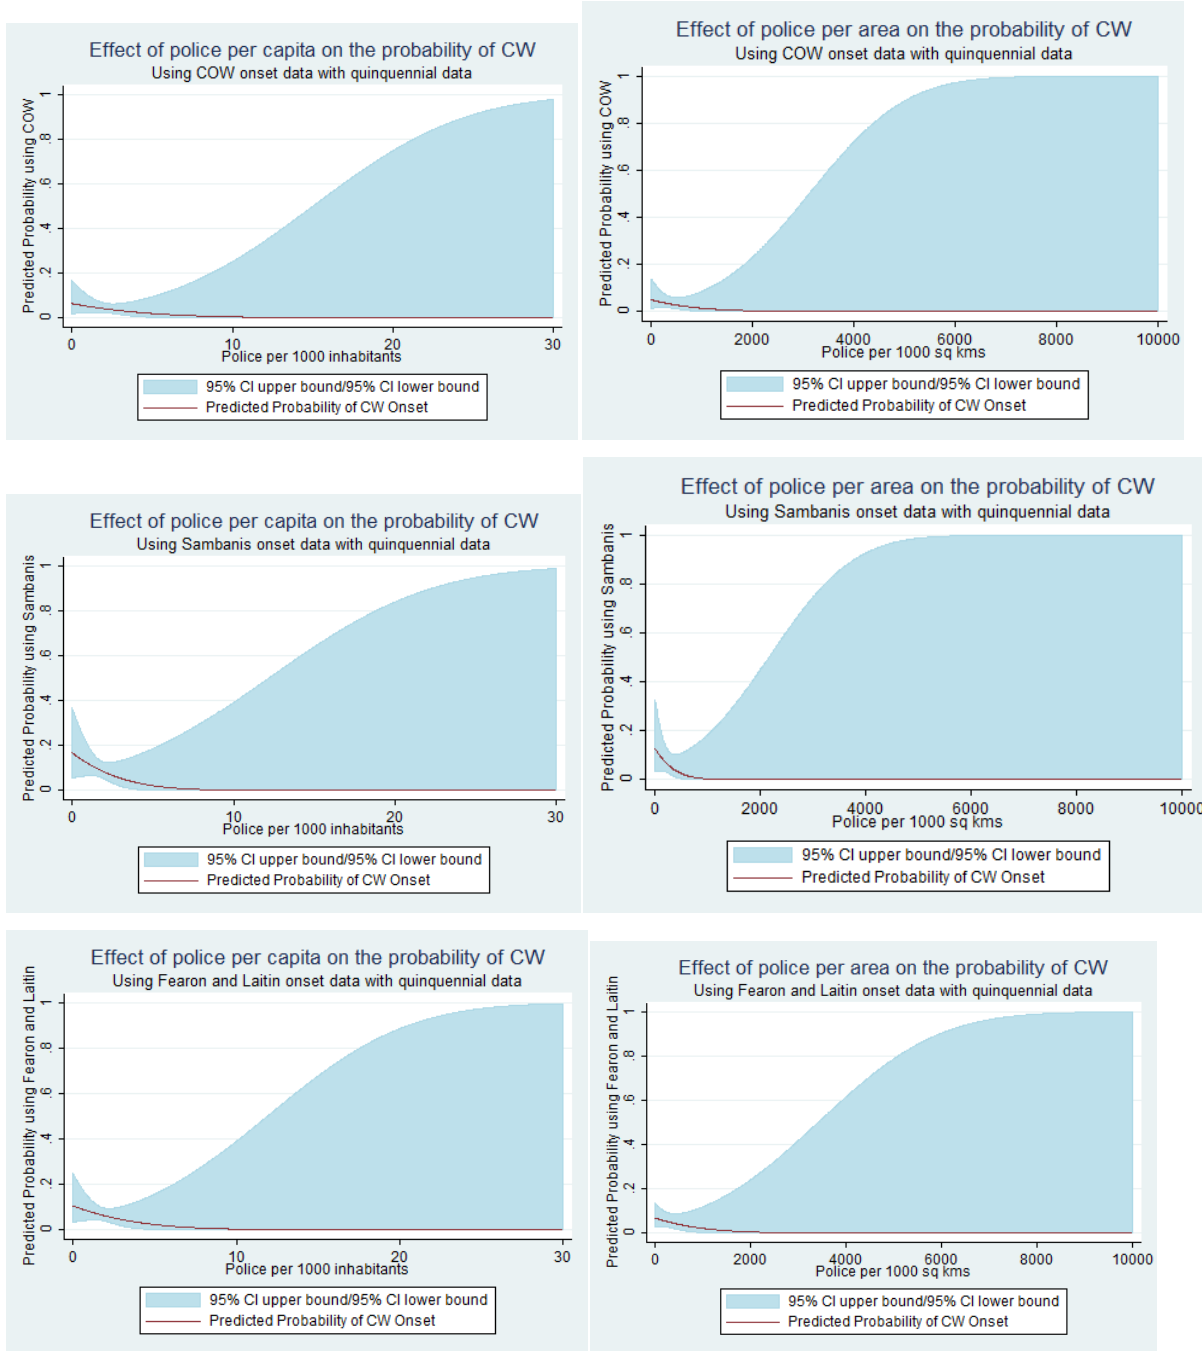 Effect of police per capita on the probability of CW
Using COW onset data with quinquennial data
Predicted Probability using COW
1
.8
.6
.4
.2
0
0 10 20 30
Police per 1000 inhabitants
95% CI upper bound/95% CI lower bound
Predicted Probability of CW Onset
Effect of police per area on the probability of CW
Using COW onset data with quinquennial data
Predicted Probability using COW
1
.8
.6
.4
.2
0
0 2000 4000 6000 8000 10000
Police per 1000 sq kms
95% CI upper bound/95% CI lower bound
Predicted Probability of CW Onset
Effect of police per capita on the probability of CW
Using Sambanis onset data with quinquennial data
Predicted Probability using Sambanis
1
.8
.6
.4
.2
0
0 10 20 30
Police per 1000 inhabitants
95% CI upper bound/95% CI lower bound
Predicted Probability of CW Onset
Effect of police per area on the probability of CW
Using Sambanis onset data with quinquennial data
Predicted Probability using Sambanis
1
.8
.6
.4
.2
0
0 2000 4000 6000 8000 10000
Police per 1000 sq kms
95% CI upper bound/95% CI lower bound
Predicted Probability of CW Onset
Effect of police per capita on the probability of CW
Using Fearon and Laitin onset data with quinquennial data
Predicted Probability using Fearon and Laitin
1
.8
.6
.4
.2
0
0 10 20 30
Police per 1000 inhabitants
95% CI upper bound/95% CI lower bound
Predicted Probability of CW Onset
Effect of police per area on the probability of CW
Using Fearon and Laitin onset data with quinquennial data
Predicted Probability using Fearon and Laitin
1
.8
.6
.4
.2
0
0 2000 4000 6000 8000 10000
Police per 1000 sq kms
95% CI upper bound/95% CI lower bound
Predicted Probability of CW Onset